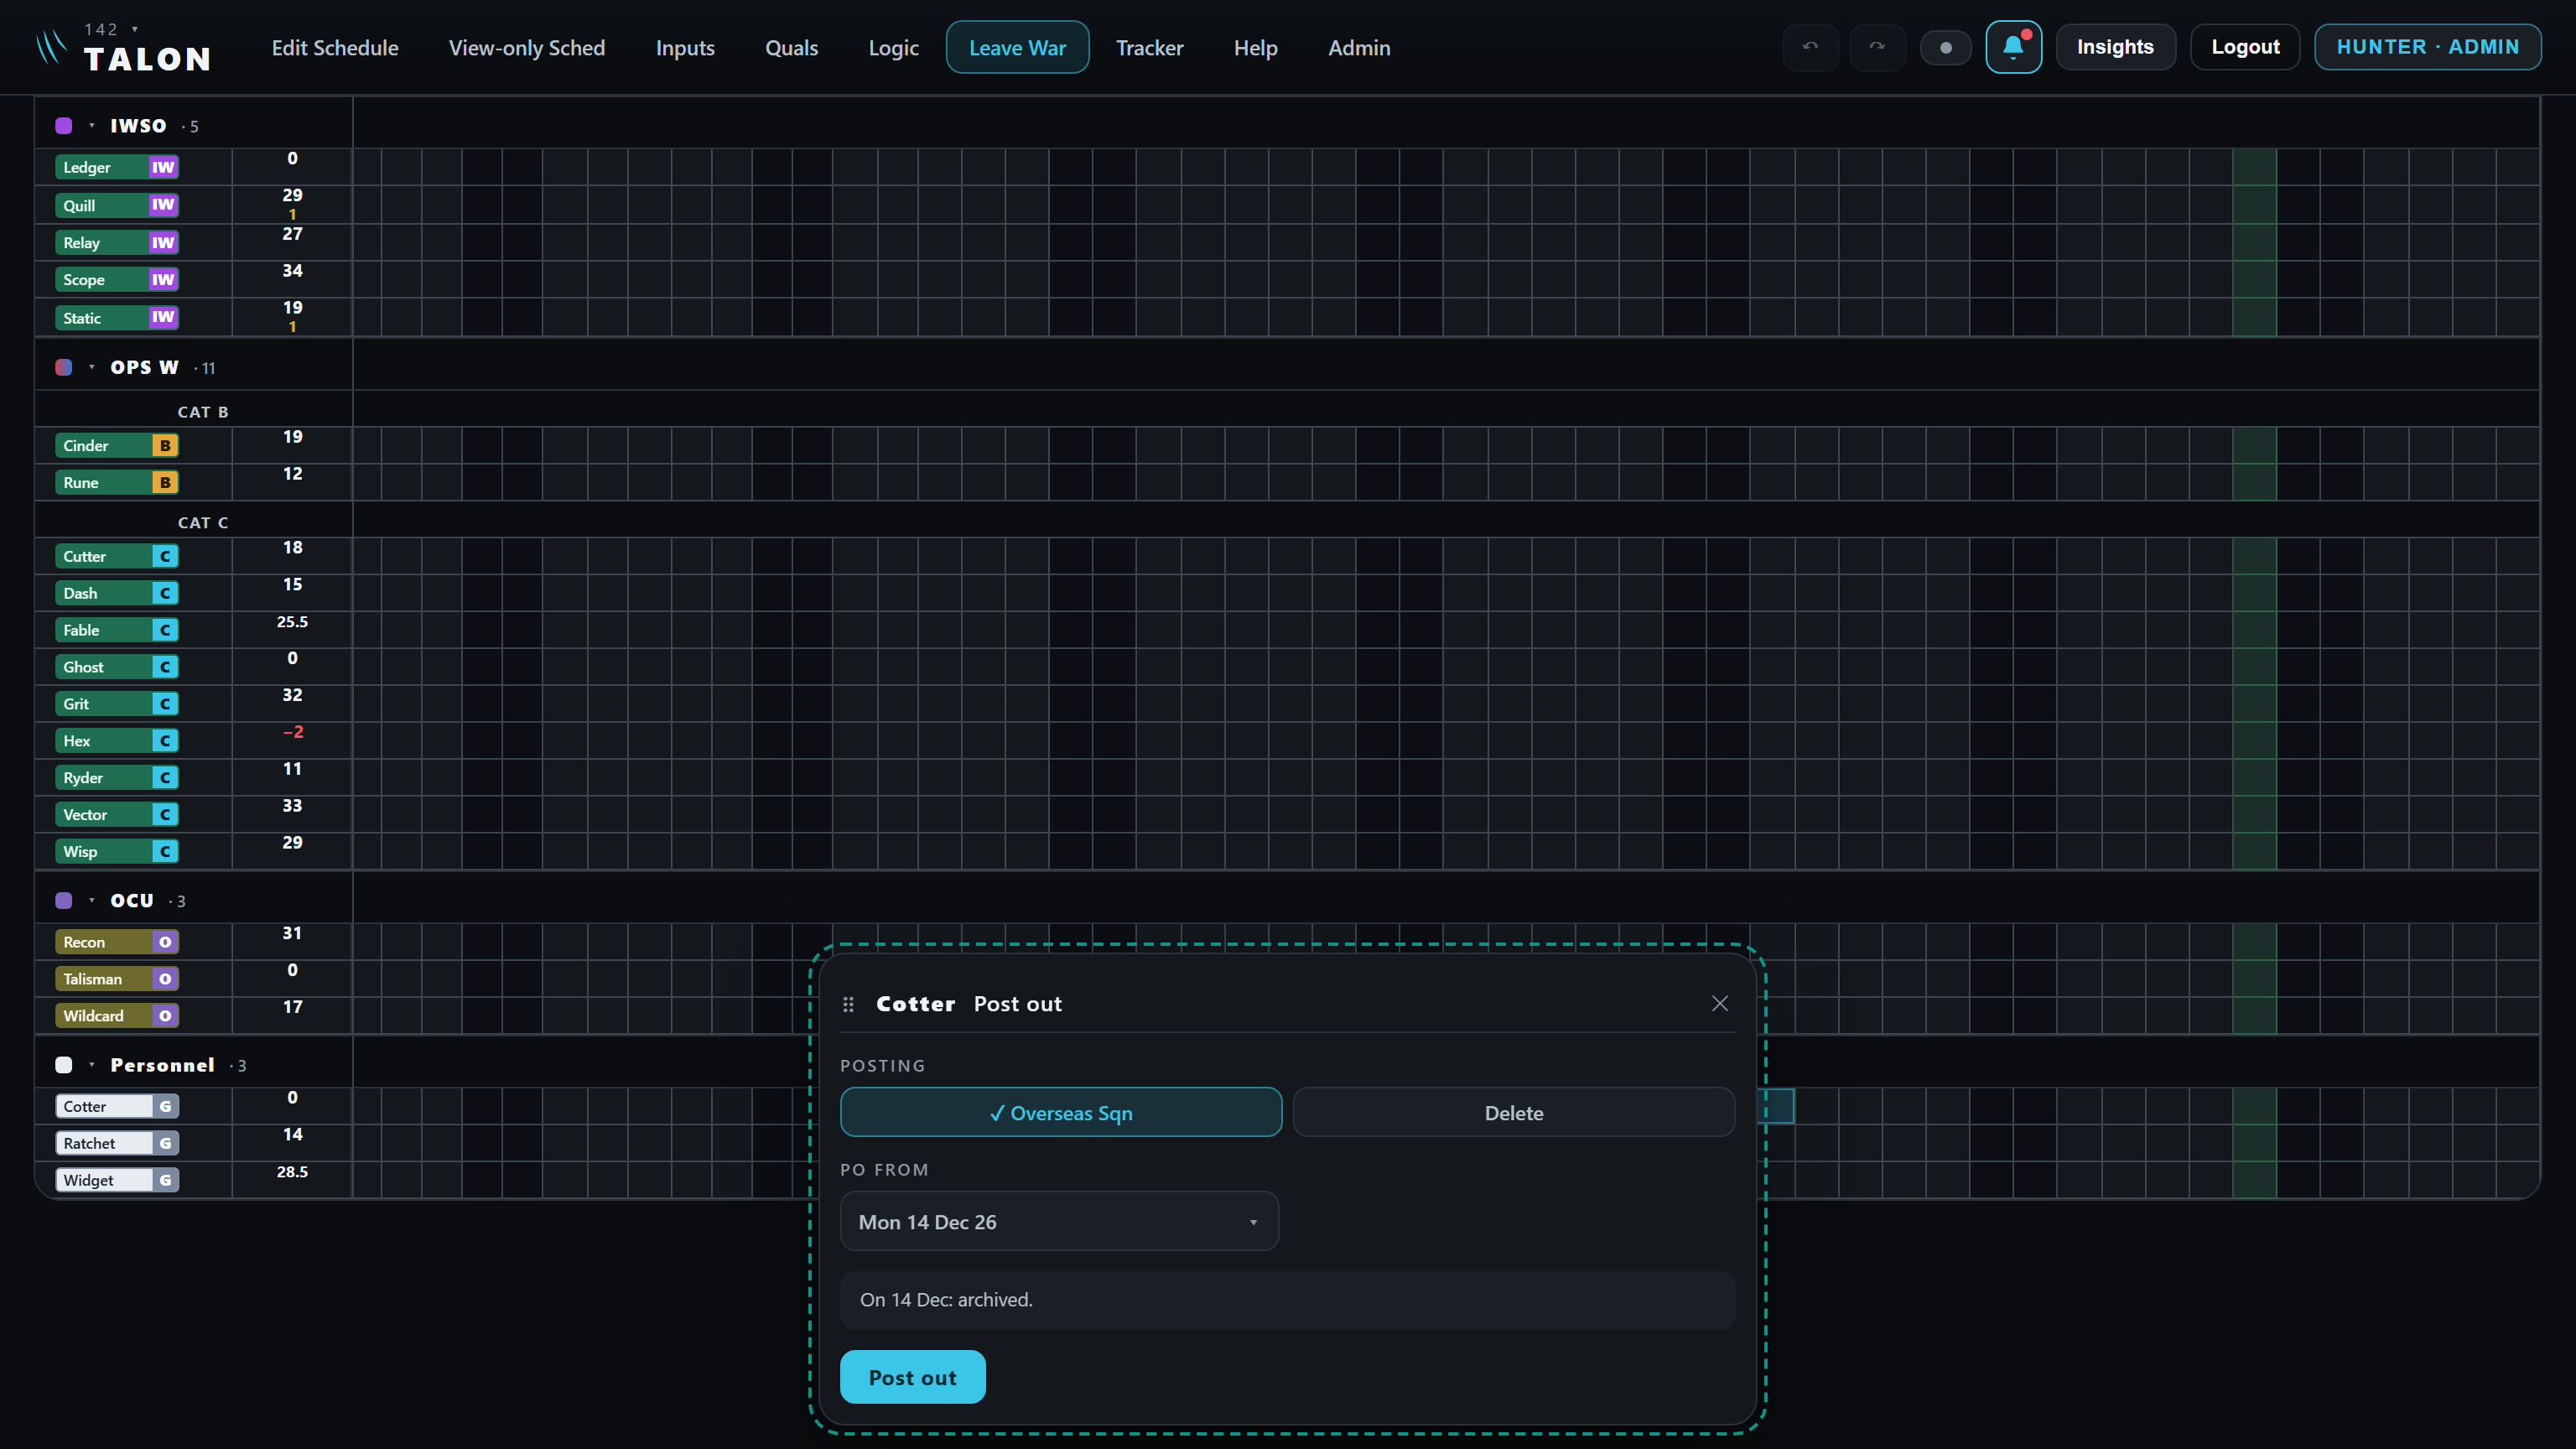 142 ▾
TALON
Edit Schedule
View-only Sched
Inputs
Quals
Logic
Leave War
Tracker
Help
Admin
Insights
Logout
HUNTER · ADMIN
▾ IWSO · 5
Ledger IW 0
Quill IW 29
1
Relay IW 27
Scope IW 34
Static IW 19
1
▾ OPS W · 11
CAT B
Cinder B 19
Rune B 12
CAT C
Cutter C 18
Dash C 15
Fable C 25.5
Ghost C 0
Grit C 32
Hex C −2
Ryder C 11
Vector C 33
Wisp C 29
▾ OCU · 3
Recon O 31
Talisman O 0
Wildcard O 17
▾ Personnel · 3
Cotter G 0
Ratchet G 14
Widget G 28.5
Cotter Post out
POSTING
✓ Overseas Sqn
Delete
PO FROM
Mon 14 Dec 26 ▾
On 14 Dec: archived.
Post out